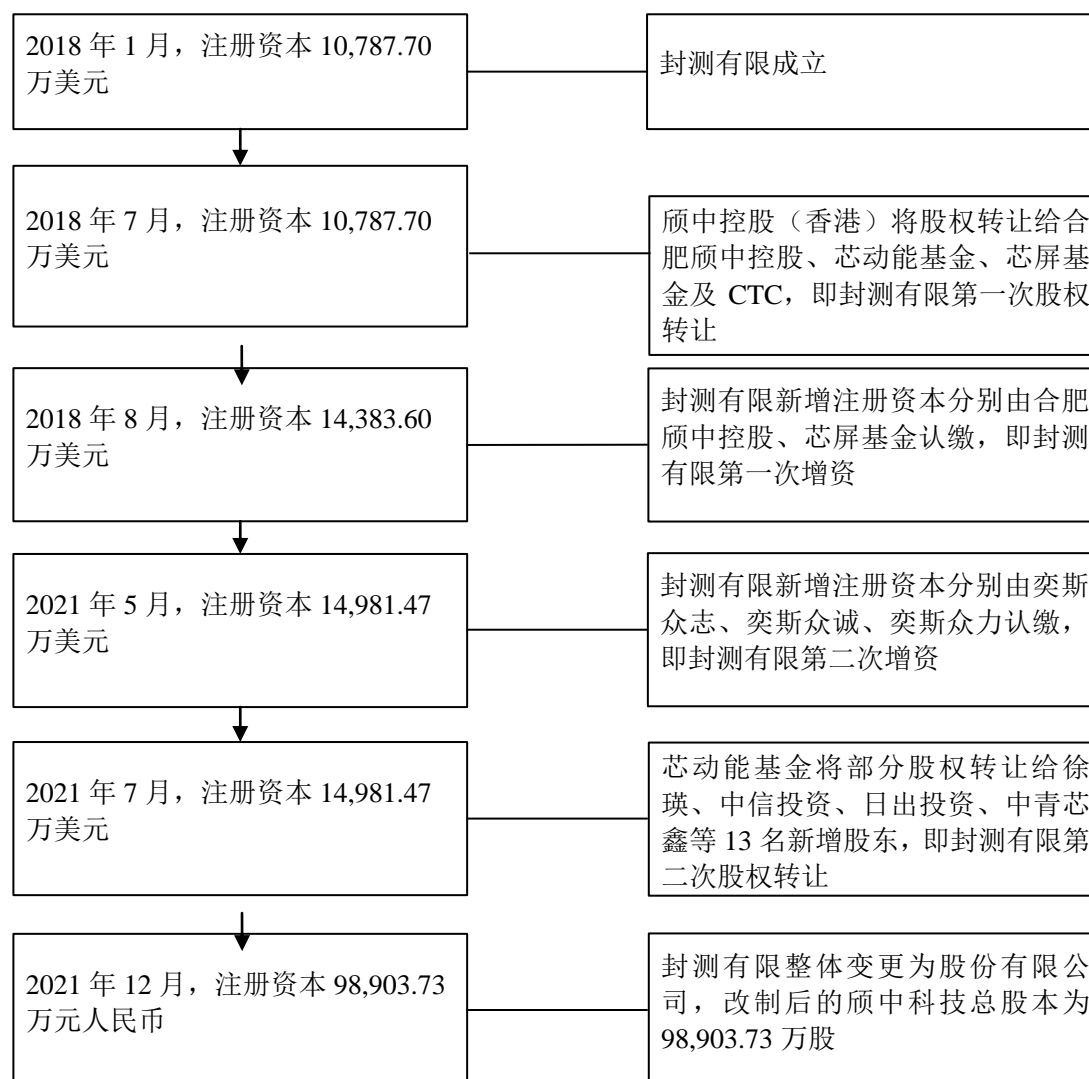 2018 年 1 月，注册资本 10,787.70
万美元
封测有限成立
2018 年 7 月，注册资本 10,787.70
万美元
颀中控股（香港）将股权转让给合
肥颀中控股、芯动能基金、芯屏基
金及 CTC，即封测有限第一次股权
转让
2018 年 8 月，注册资本 14,383.60
万美元
封测有限新增注册资本分别由合肥
颀中控股、芯屏基金认缴，即封测
有限第一次增资
2021 年 5 月，注册资本 14,981.47
万美元
封测有限新增注册资本分别由奕斯
众志、奕斯众诚、奕斯众力认缴，
即封测有限第二次增资
2021 年 7 月，注册资本 14,981.47
万美元
芯动能基金将部分股权转让给徐
瑛、中信投资、日出投资、中青芯
鑫等 13 名新增股东，即封测有限第
二次股权转让
2021 年 12 月，注册资本 98,903.73
万元人民币
封测有限整体变更为股份有限公
司，改制后的颀中科技总股本为
98,903.73 万股